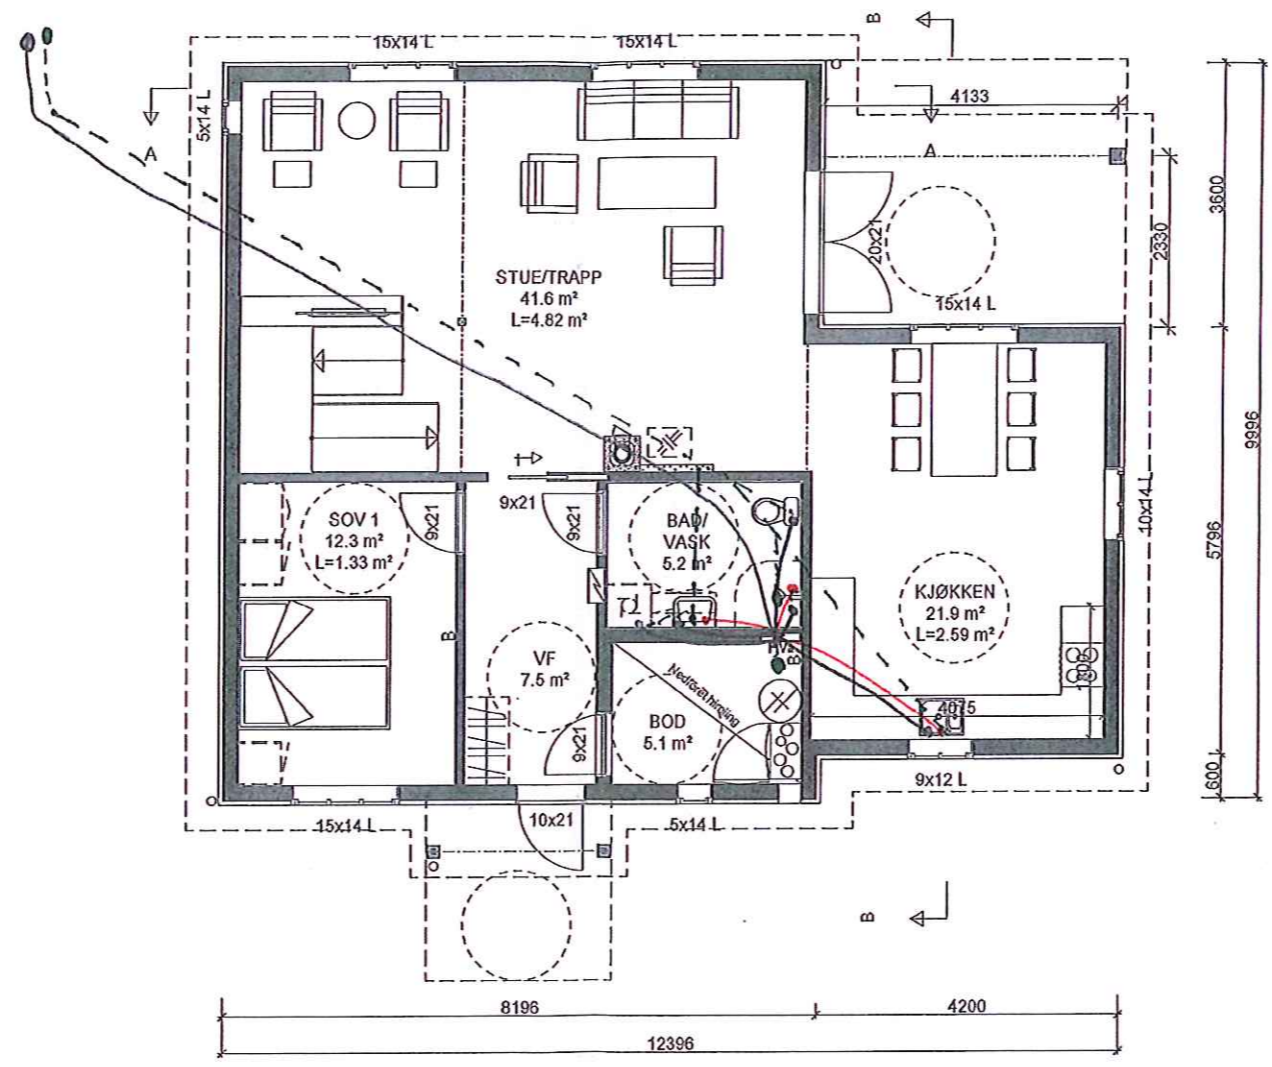 B
15x14 L
15x14 L
4133
5x14 L
A
A
3600
2330
20x21
15x14 L
STUE/TRAPP
41.6 m²
L=4.82 m²
9996
9x21
9x21
9x21
10x14 L
SOV 1
12.3 m²
L=1.33 m²
BAD/
VASK
5.2 m²
5796
KJØKKEN
21.9 m²
L=2.59 m²
B
VF
7.5 m²
B
Nedforet himling
BOD
5.1 m²
9x21
4075
600
9x12 L
15x14 L
10x21
5x14 L
B
8196
4200
12396